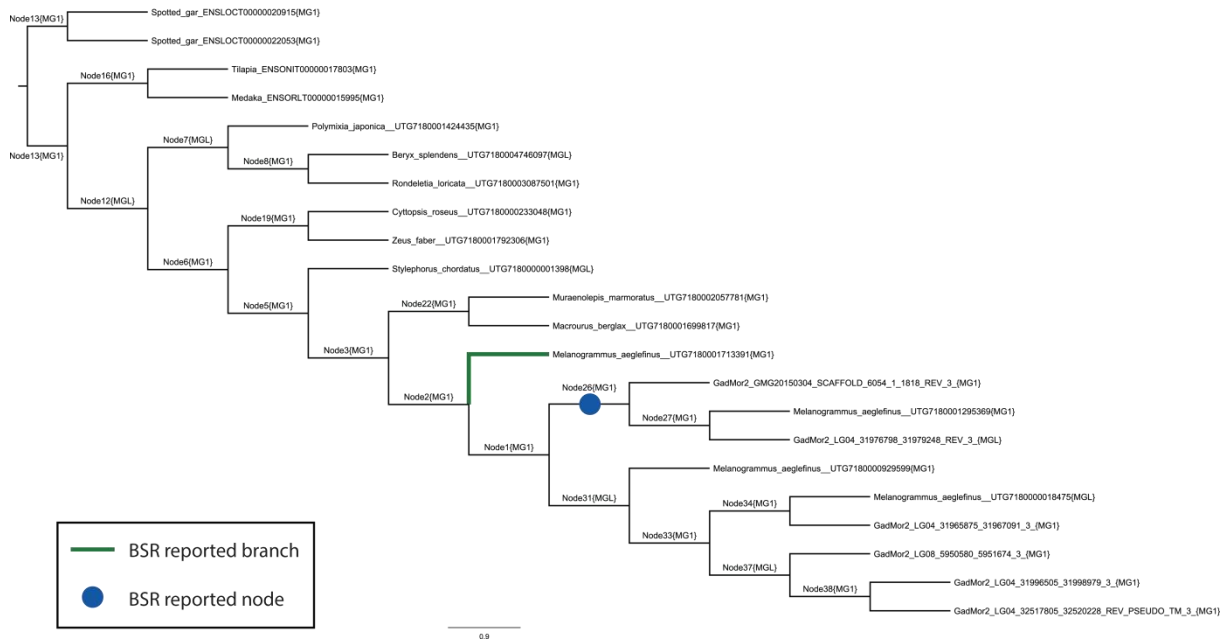 Node13{MG1}
Spotted_gar_ENSLOCT00000020915{MG1}
Spotted_gar_ENSLOCT00000022053{MG1}
Node16{MG1}
Tilapia_ENSONIT00000017803{MG1}
Medaka_ENSORLT00000015995{MG1}
Node13{MG1}
Node7{MGL}
Polymixia_japonica__UTG7180001424435{MG1}
Node8{MG1}
Beryx_splendens__UTG7180004746097{MGL}
Rondeletia_loricata__UTG7180003087501{MG1}
Node12{MGL}
Node19{MG1}
Cyttopsis_roseus__UTG7180000233048{MG1}
Zeus_faber__UTG7180001792306{MG1}
Node6{MG1}
Stylephorus_chordatus__UTG7180000001398{MGL}
Node5{MG1}
Node22{MG1}
Muraenolepis_marmoratus__UTG7180002057781{MG1}
Macrourus_berglax__UTG7180001699817{MG1}
Node3{MG1}
Melanogrammus_aeglefinus__UTG7180001713391{MG1}
Node2{MG1}
Node26{MG1}
GadMor2_GMG20150304_SCAFFOLD_6054_1_1818_REV_3_{MG1}
Node27{MG1}
Melanogrammus_aeglefinus__UTG7180001295369{MG1}
GadMor2_LG04_31976798_31979248_REV_3_{MGL}
Node1{MG1}
Melanogrammus_aeglefinus__UTG7180000929599{MG1}
Node31{MGL}
Node34{MG1}
Melanogrammus_aeglefinus__UTG7180000018475{MGL}
GadMor2_LG04_31965875_31967091_3_{MG1}
Node33{MG1}
Node37{MGL}
GadMor2_LG08_5950580_5951674_3_{MG1}
Node38{MG1}
GadMor2_LG04_31996505_31998979_3_{MG1}
GadMor2_LG04_32517805_32520228_REV_PSEUDO_TM_3_{MG1}
BSR reported branch
BSR reported node
0.9